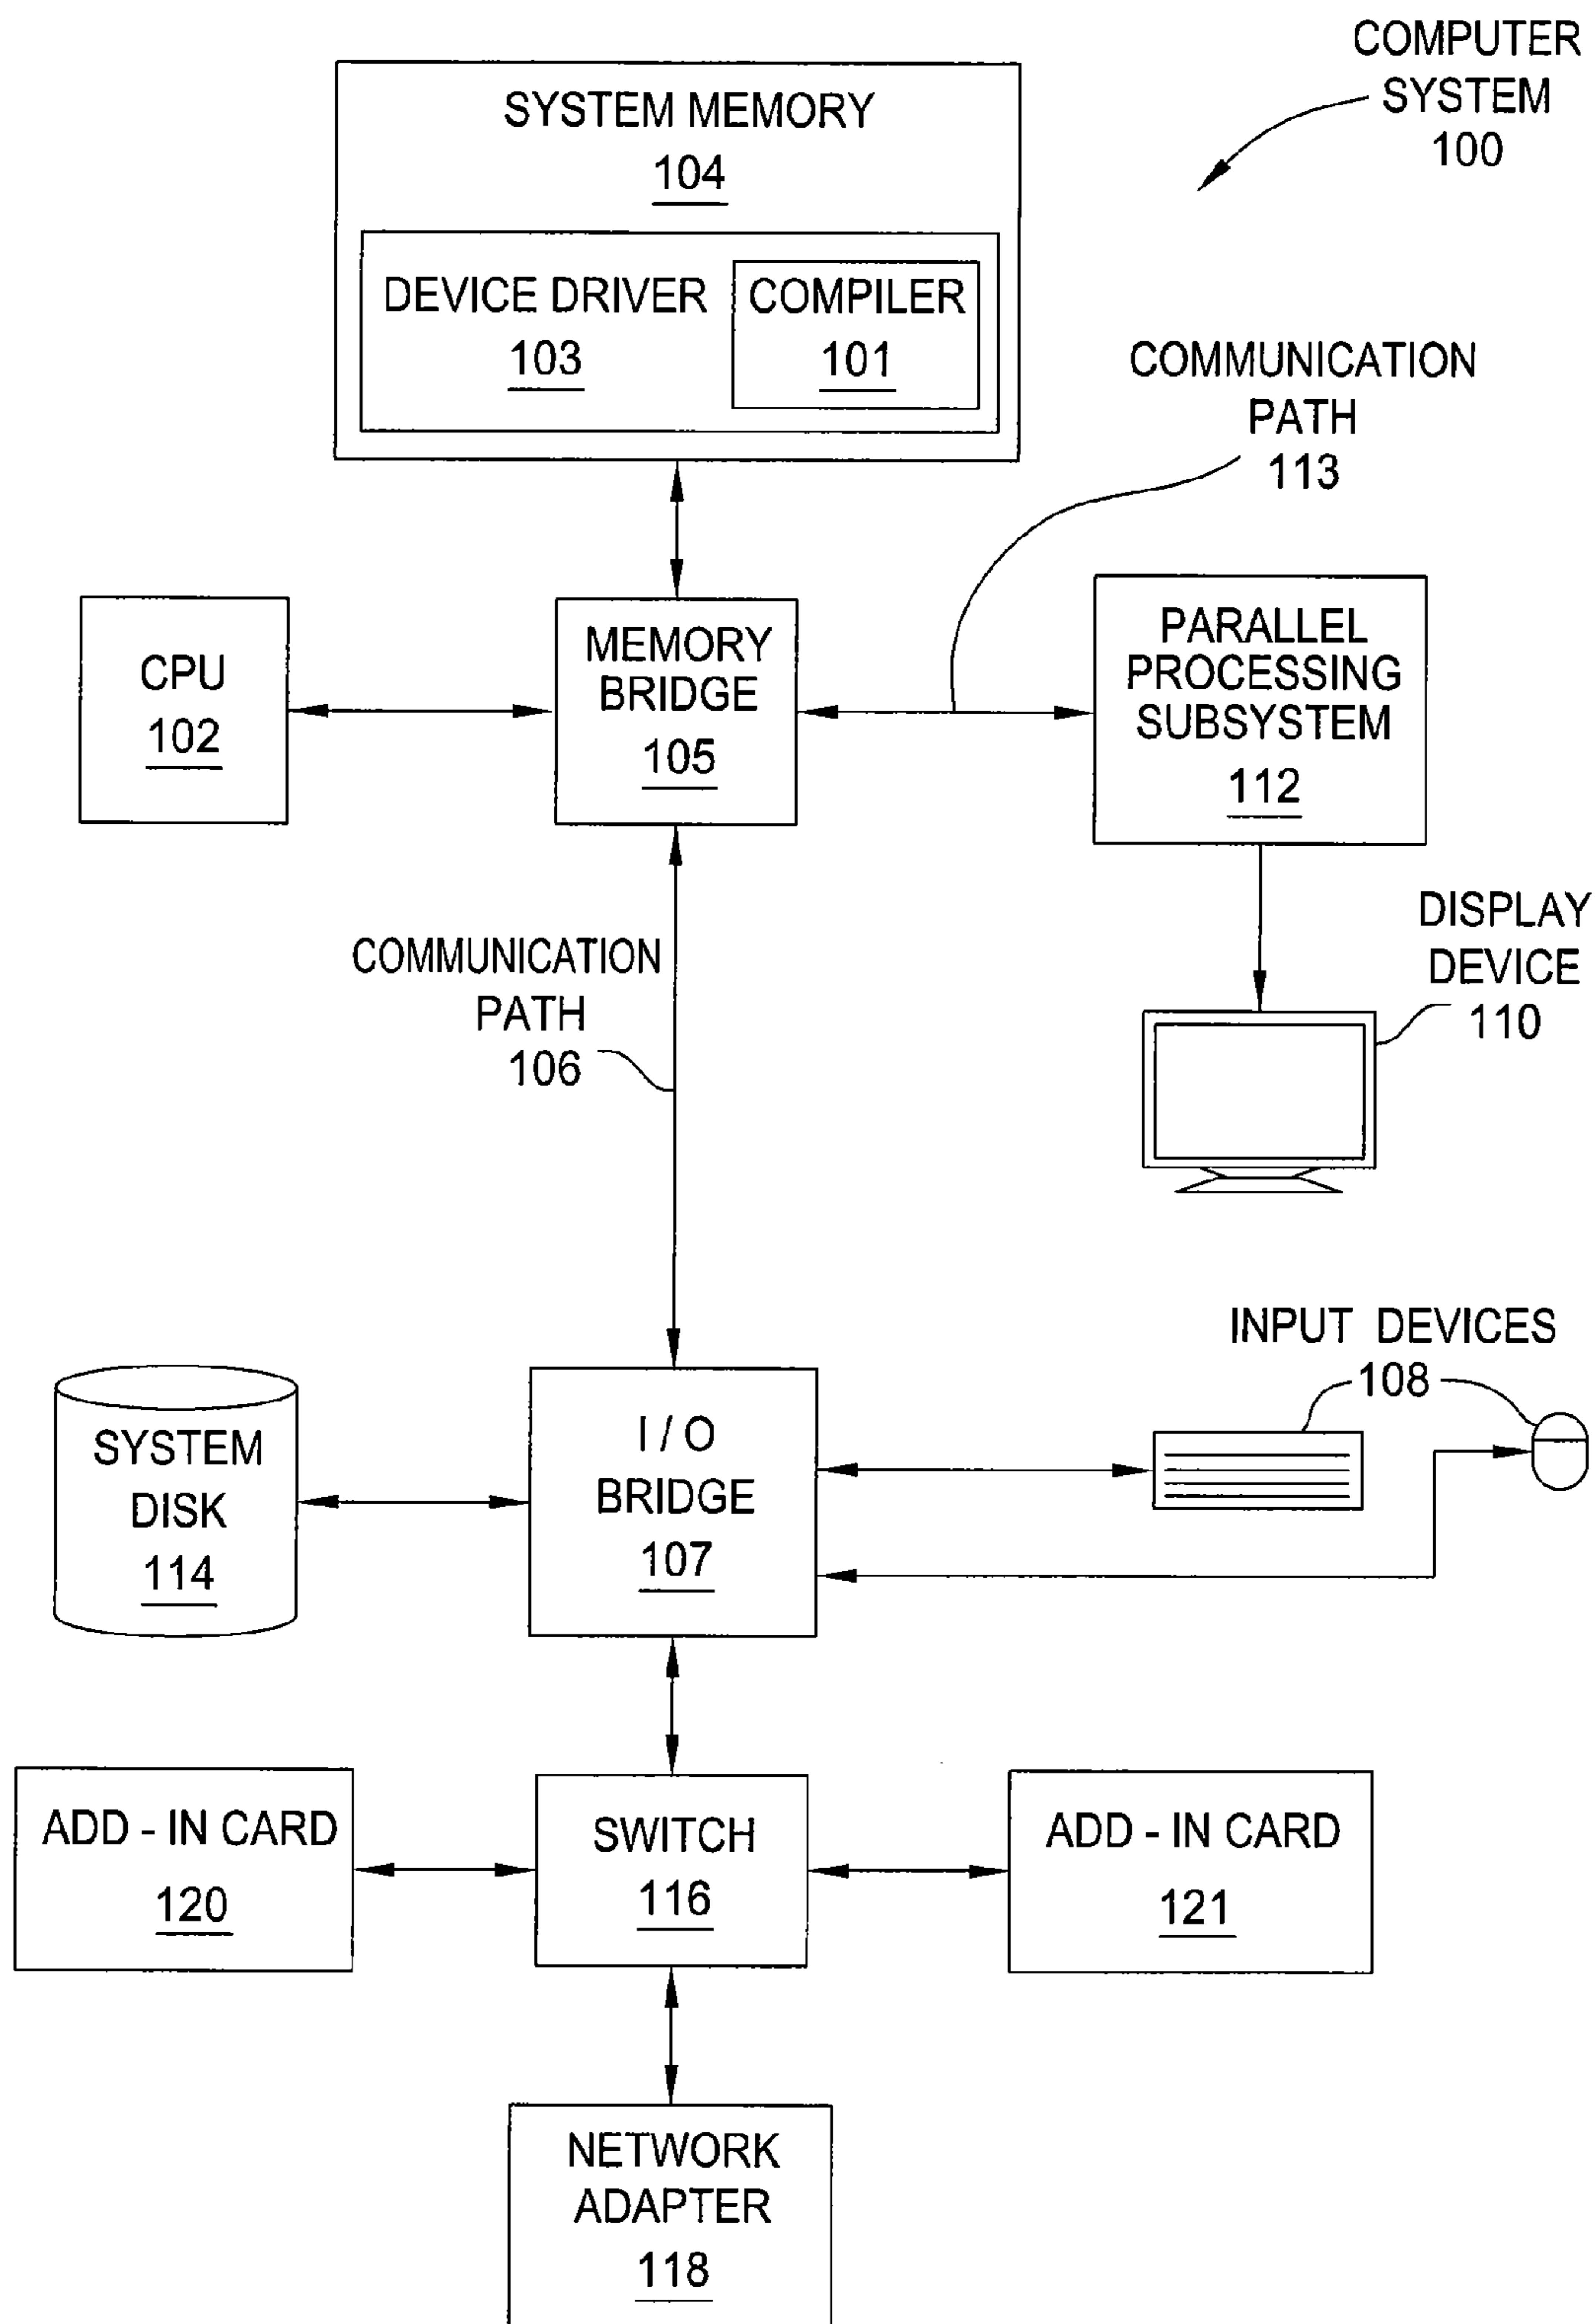 COMPUTER
SYSTEM
100
SYSTEM MEMORY
104
DEVICE DRIVER
103
COMPILER
101
COMMUNICATION
PATH
113
CPU
102
MEMORY
BRIDGE
105
PARALLEL
PROCESSING
SUBSYSTEM
112
COMMUNICATION
PATH
106
DISPLAY
DEVICE
110
INPUT DEVICES
108
SYSTEM
DISK
114
I / O
BRIDGE
107
ADD - IN CARD
120
SWITCH
116
ADD - IN CARD
121
NETWORK
ADAPTER
118